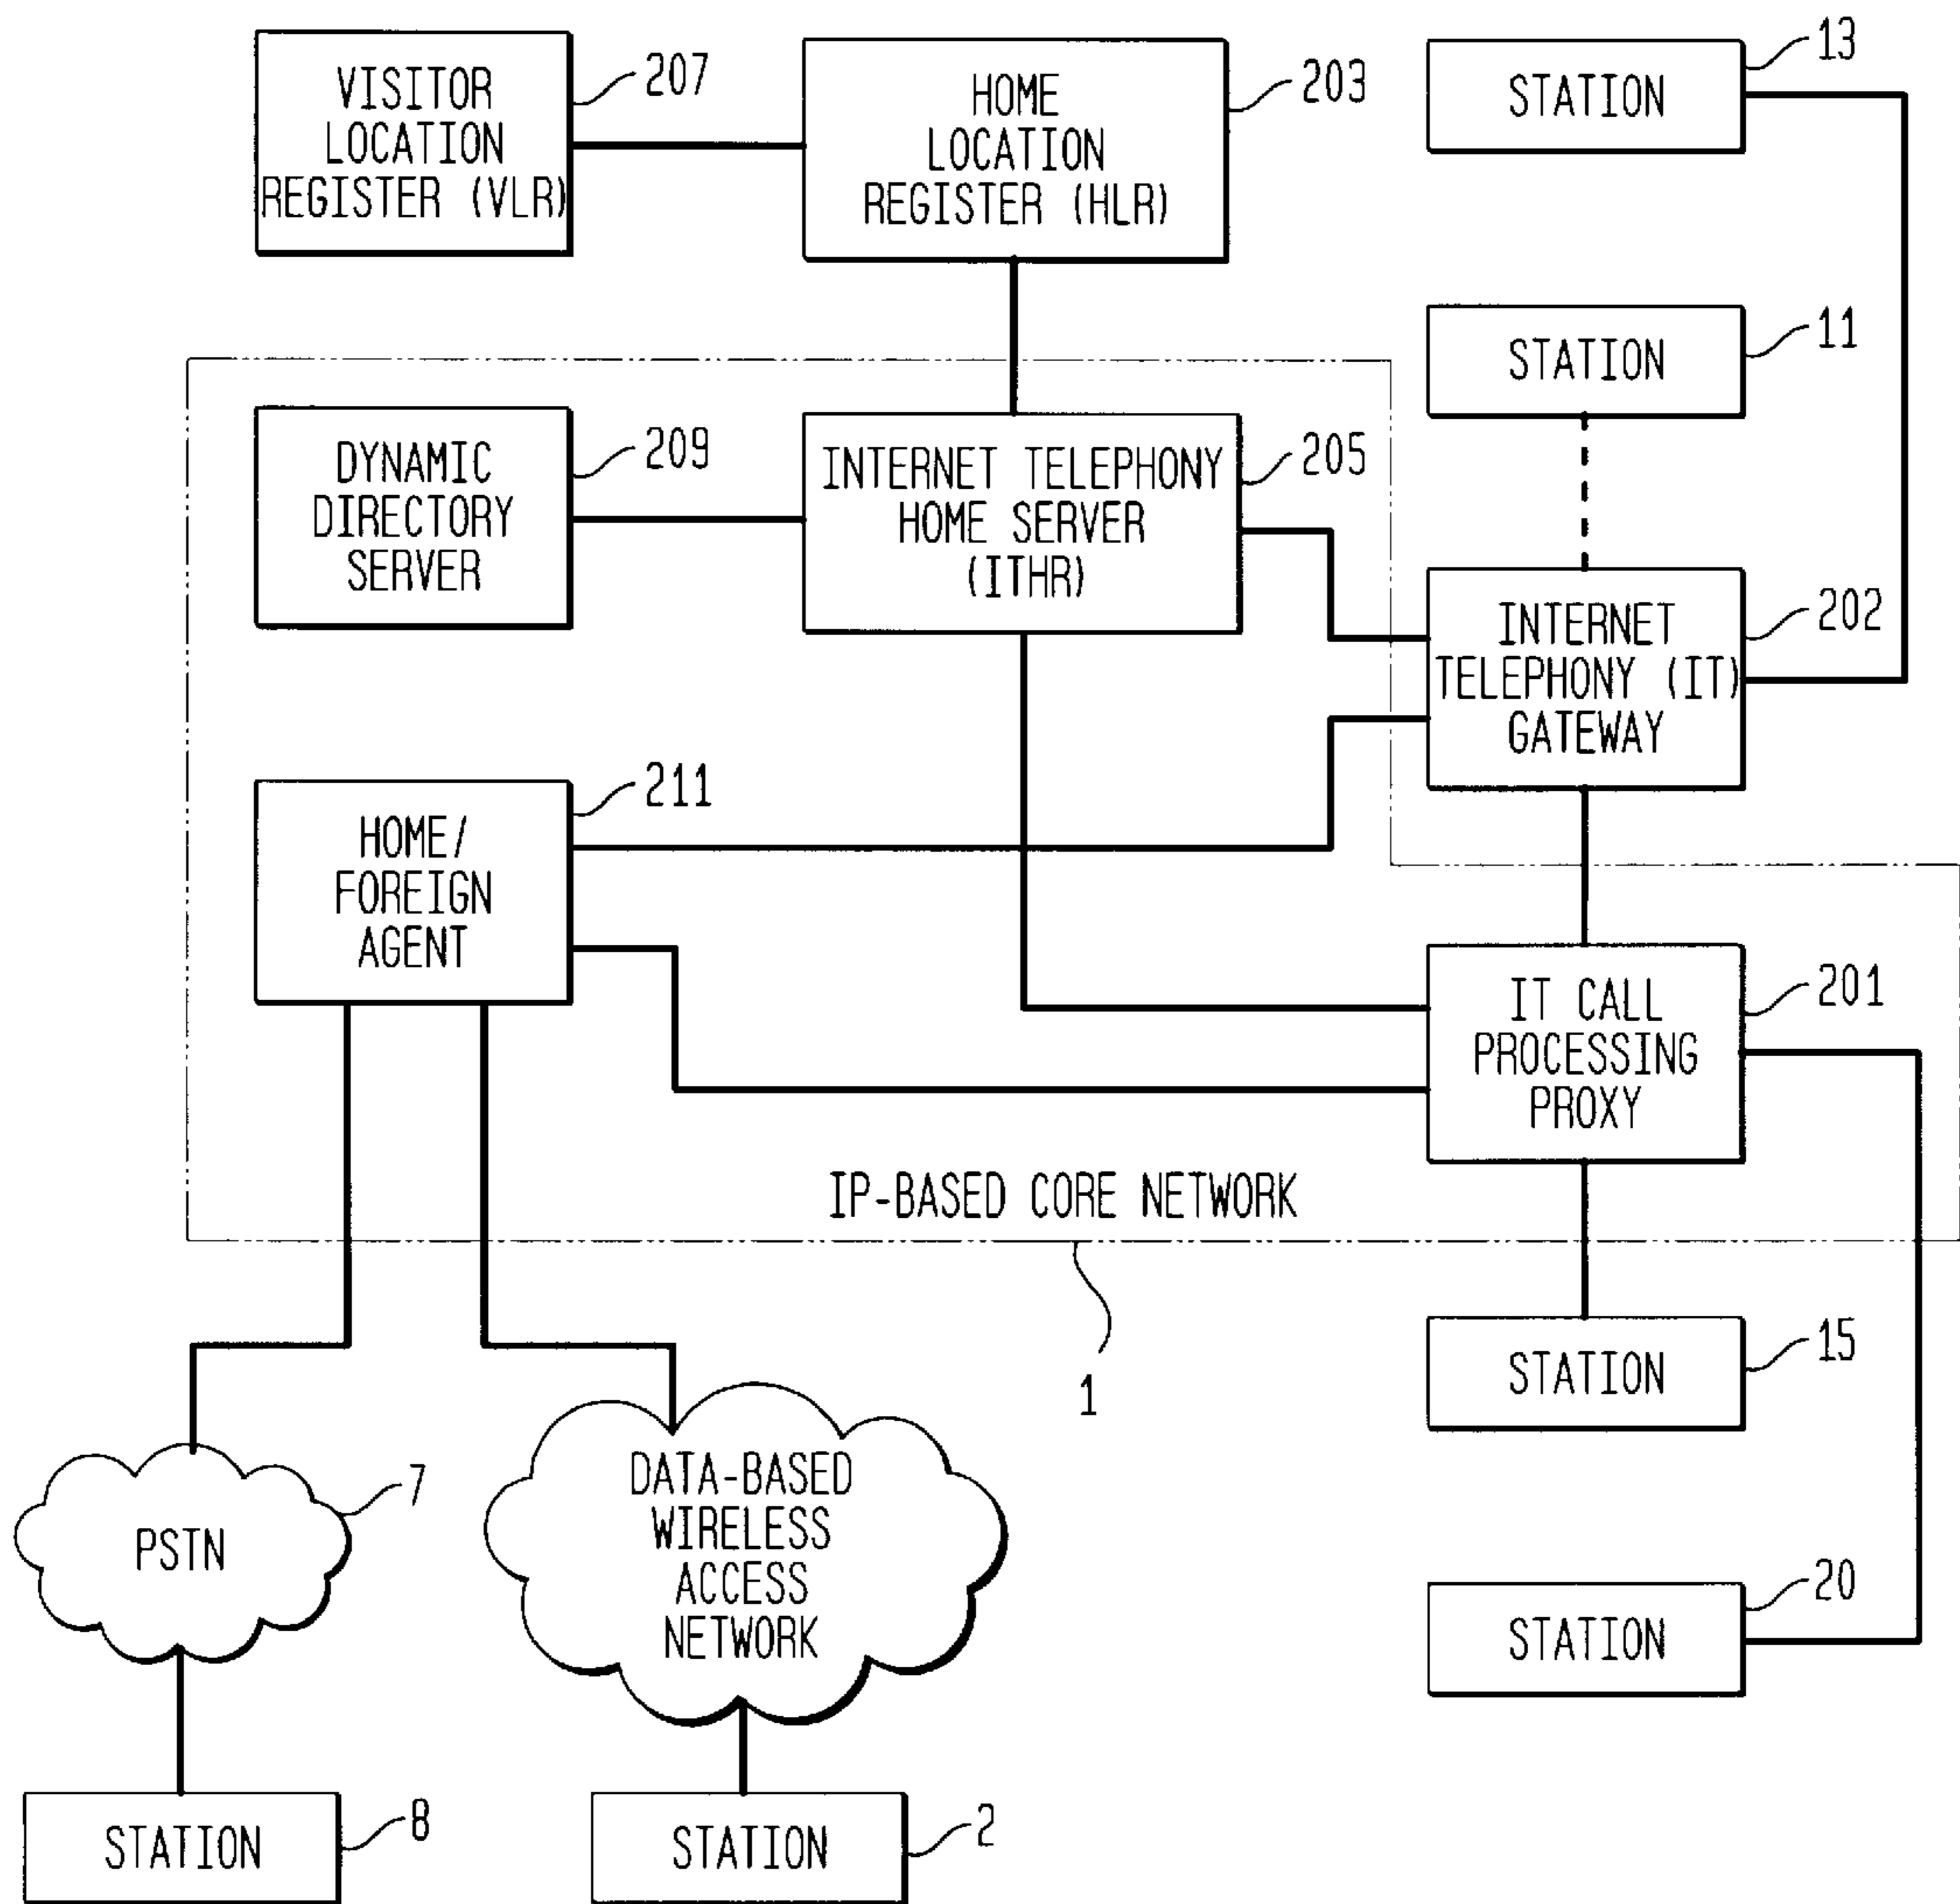 VISITOR
LOCATION
REGISTER (VLR)
207
HOME
LOCATION
REGISTER (HLR)
203
STATION
13
STATION
11
DYNAMIC
DIRECTORY
SERVER
209
INTERNET TELEPHONY
HOME SERVER
(ITHR)
205
INTERNET
TELEPHONY (IT)
GATEWAY
202
HOME/
FOREIGN
AGENT
211
IT CALL
PROCESSING
PROXY
201
IP-BASED CORE NETWORK
1
STATION
15
PSTN
7
DATA-BASED
WIRELESS
ACCESS
NETWORK
STATION
20
STATION
8
STATION
2